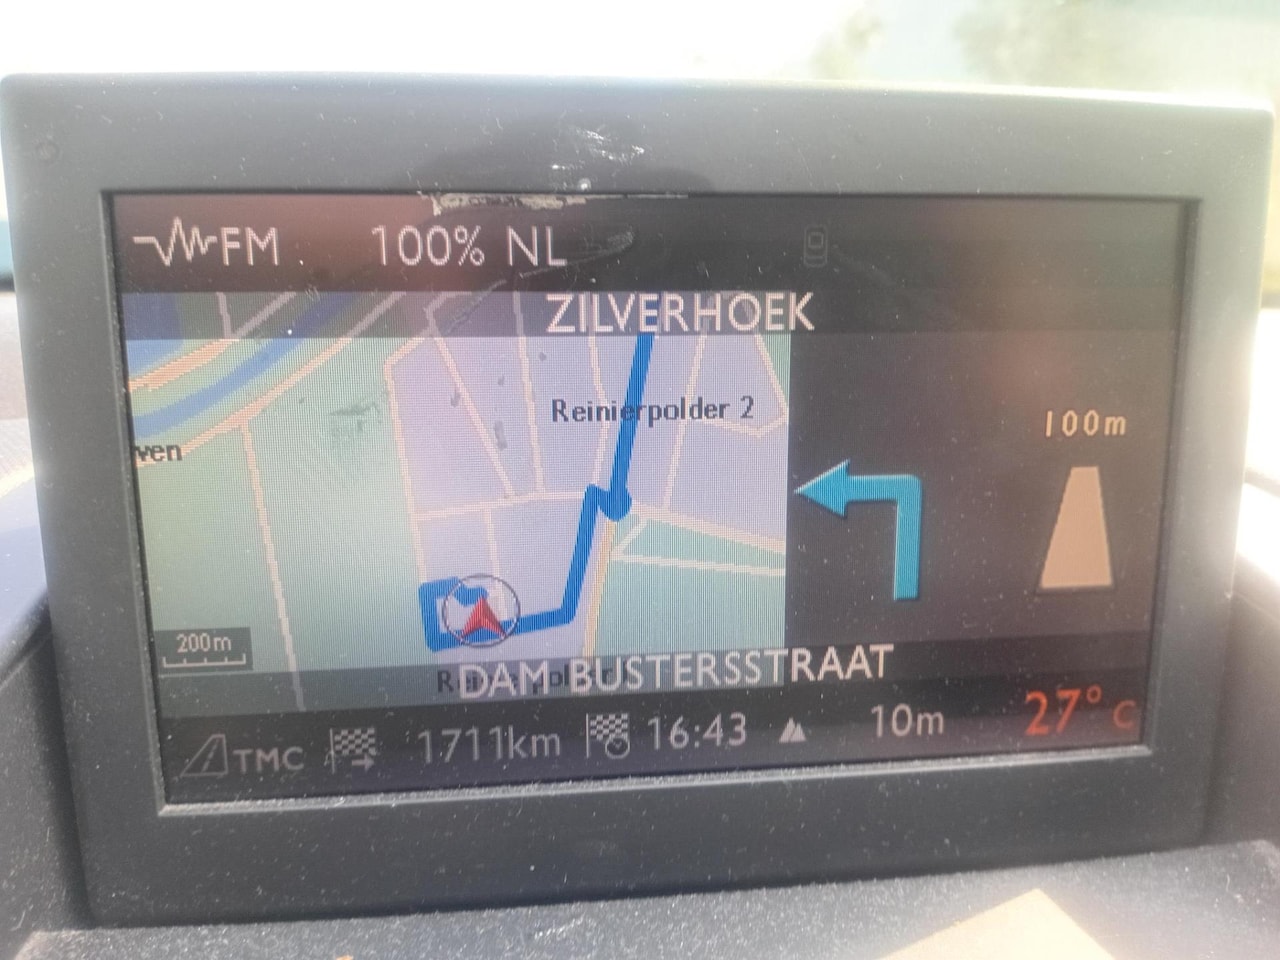 FM 100% NL
ZILVERHOEK
Reinierpolder 2
100m
ven
200m
DAM BUSTERSSTRAAT
TMC 1711km 16:43 10m 27° C